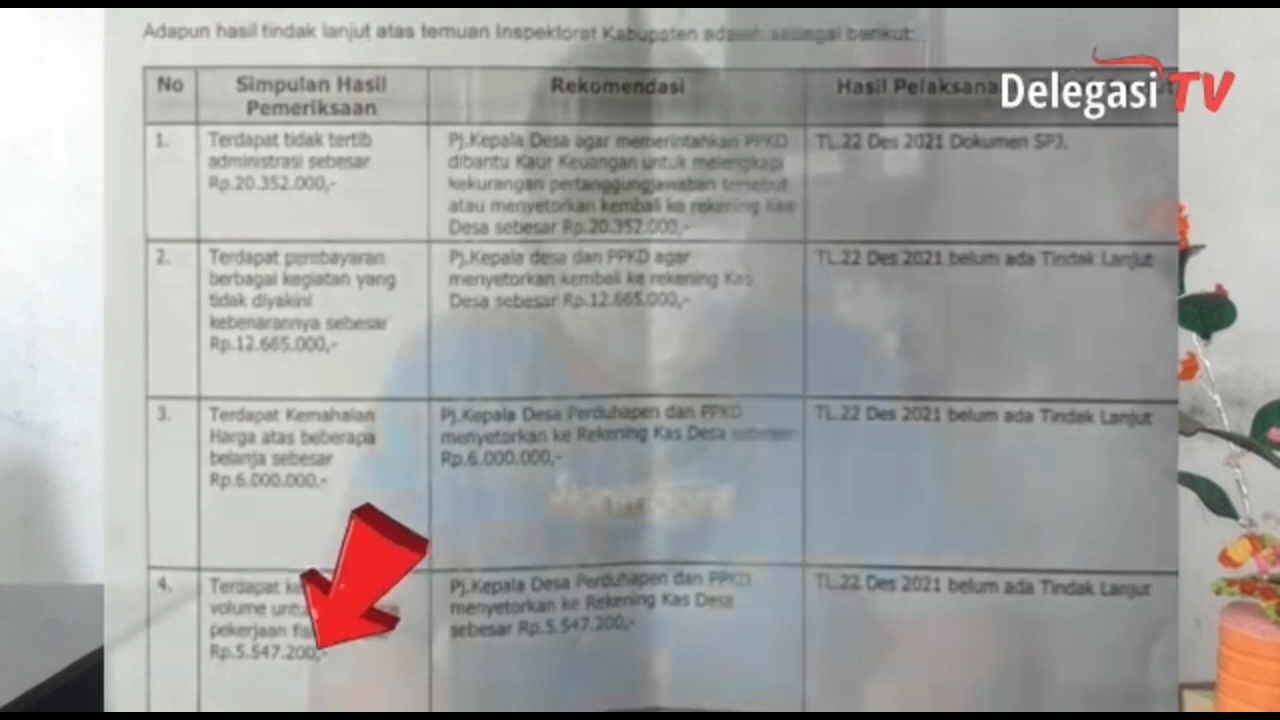 Adapun hasil tindak lanjut atas temuan Inspektorat Kabupaten adalah sebagai berikut:
Delegasi TV
No
Simpulan Hasil
Pemeriksaan
Rekomendasi
Hasil Pelaksana
1.
Terdapat tidak tertib
administrasi sebesar
Rp.20.352.000,-
Pj.Kepala Desa agar memerintahkan PPKD
dibantu Kaur Keuangan untuk melengkapi
kekurangan pertanggungjawaban tersebut
atau menyetorkan kembali ke rekening Kas
Desa sebesar Rp.20.352.000,-
TL.22 Des 2021 Dokumen SPJ.
2.
Terdapat pembayaran
berbagai kegiatan yang
tidak diyakini
kebenarannya sebesar
Rp.12.665.000,-
Pj.Kepala desa dan PPKD agar
menyetorkan kembali ke rekening Kas
Desa sebesar Rp.12.665.000,-
TL.22 Des 2021 belum ada Tindak Lanjut
3.
Terdapat Kemahalan
Harga atas beberapa
belanja sebesar
Rp.6.000.000,-
Pj.Kepala Desa Perduhapen dan PPKD
menyetorkan ke Rekening Kas Desa sebesar
Rp.6.000.000,-
TL.22 Des 2021 belum ada Tindak Lanjut
4.
Terdapat
volume
pekerjaan
Rp.5.547.200,-
Pj.Kepala Desa Perduhapen dan PPKD
menyetorkan ke Rekening Kas Desa
sebesar Rp.5.547.200,-
TL.22 Des 2021 belum ada Tindak Lanjut